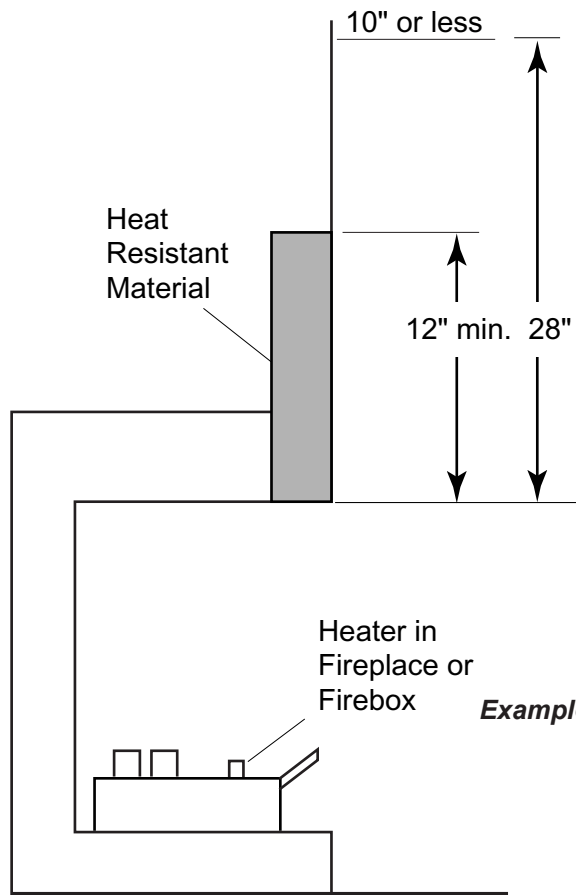 10" or less
Heat
Resistant
Material
12" min. 28"
Heater in
Fireplace or
Firebox